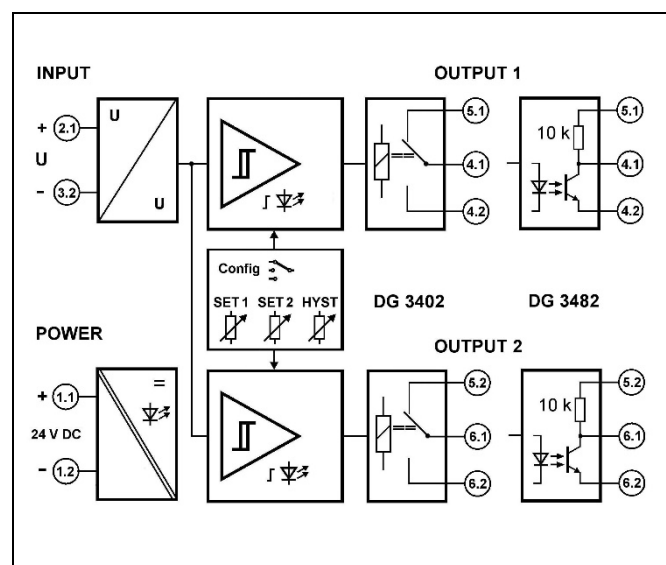 INPUT
OUTPUT 1
U
+ 2.1
U
- 3.2
U
5.1
4.1
4.2
10 k
5.1
4.1
4.2
Config
SET 1 SET 2 HYST
DG 3402
DG 3482
POWER
OUTPUT 2
+ 1.1
24 V DC
- 1.2
=
5.2
6.1
6.2
10 k
5.2
6.1
6.2